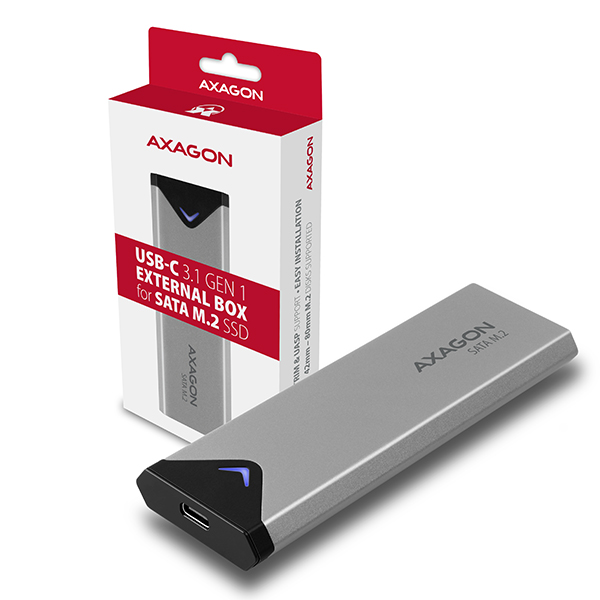 AXAGON
AXAGON
USB-C 3.1 GEN 1
EXTERNAL BOX
for SATA M.2 SSD
AXAGON
SATA M.2
AXAGON
TRIM & UASP SUPPORT • EASY INSTALLATION
42mm – 80mm M.2 DISKS SUPPORTED
AXAGON
SATA M.2